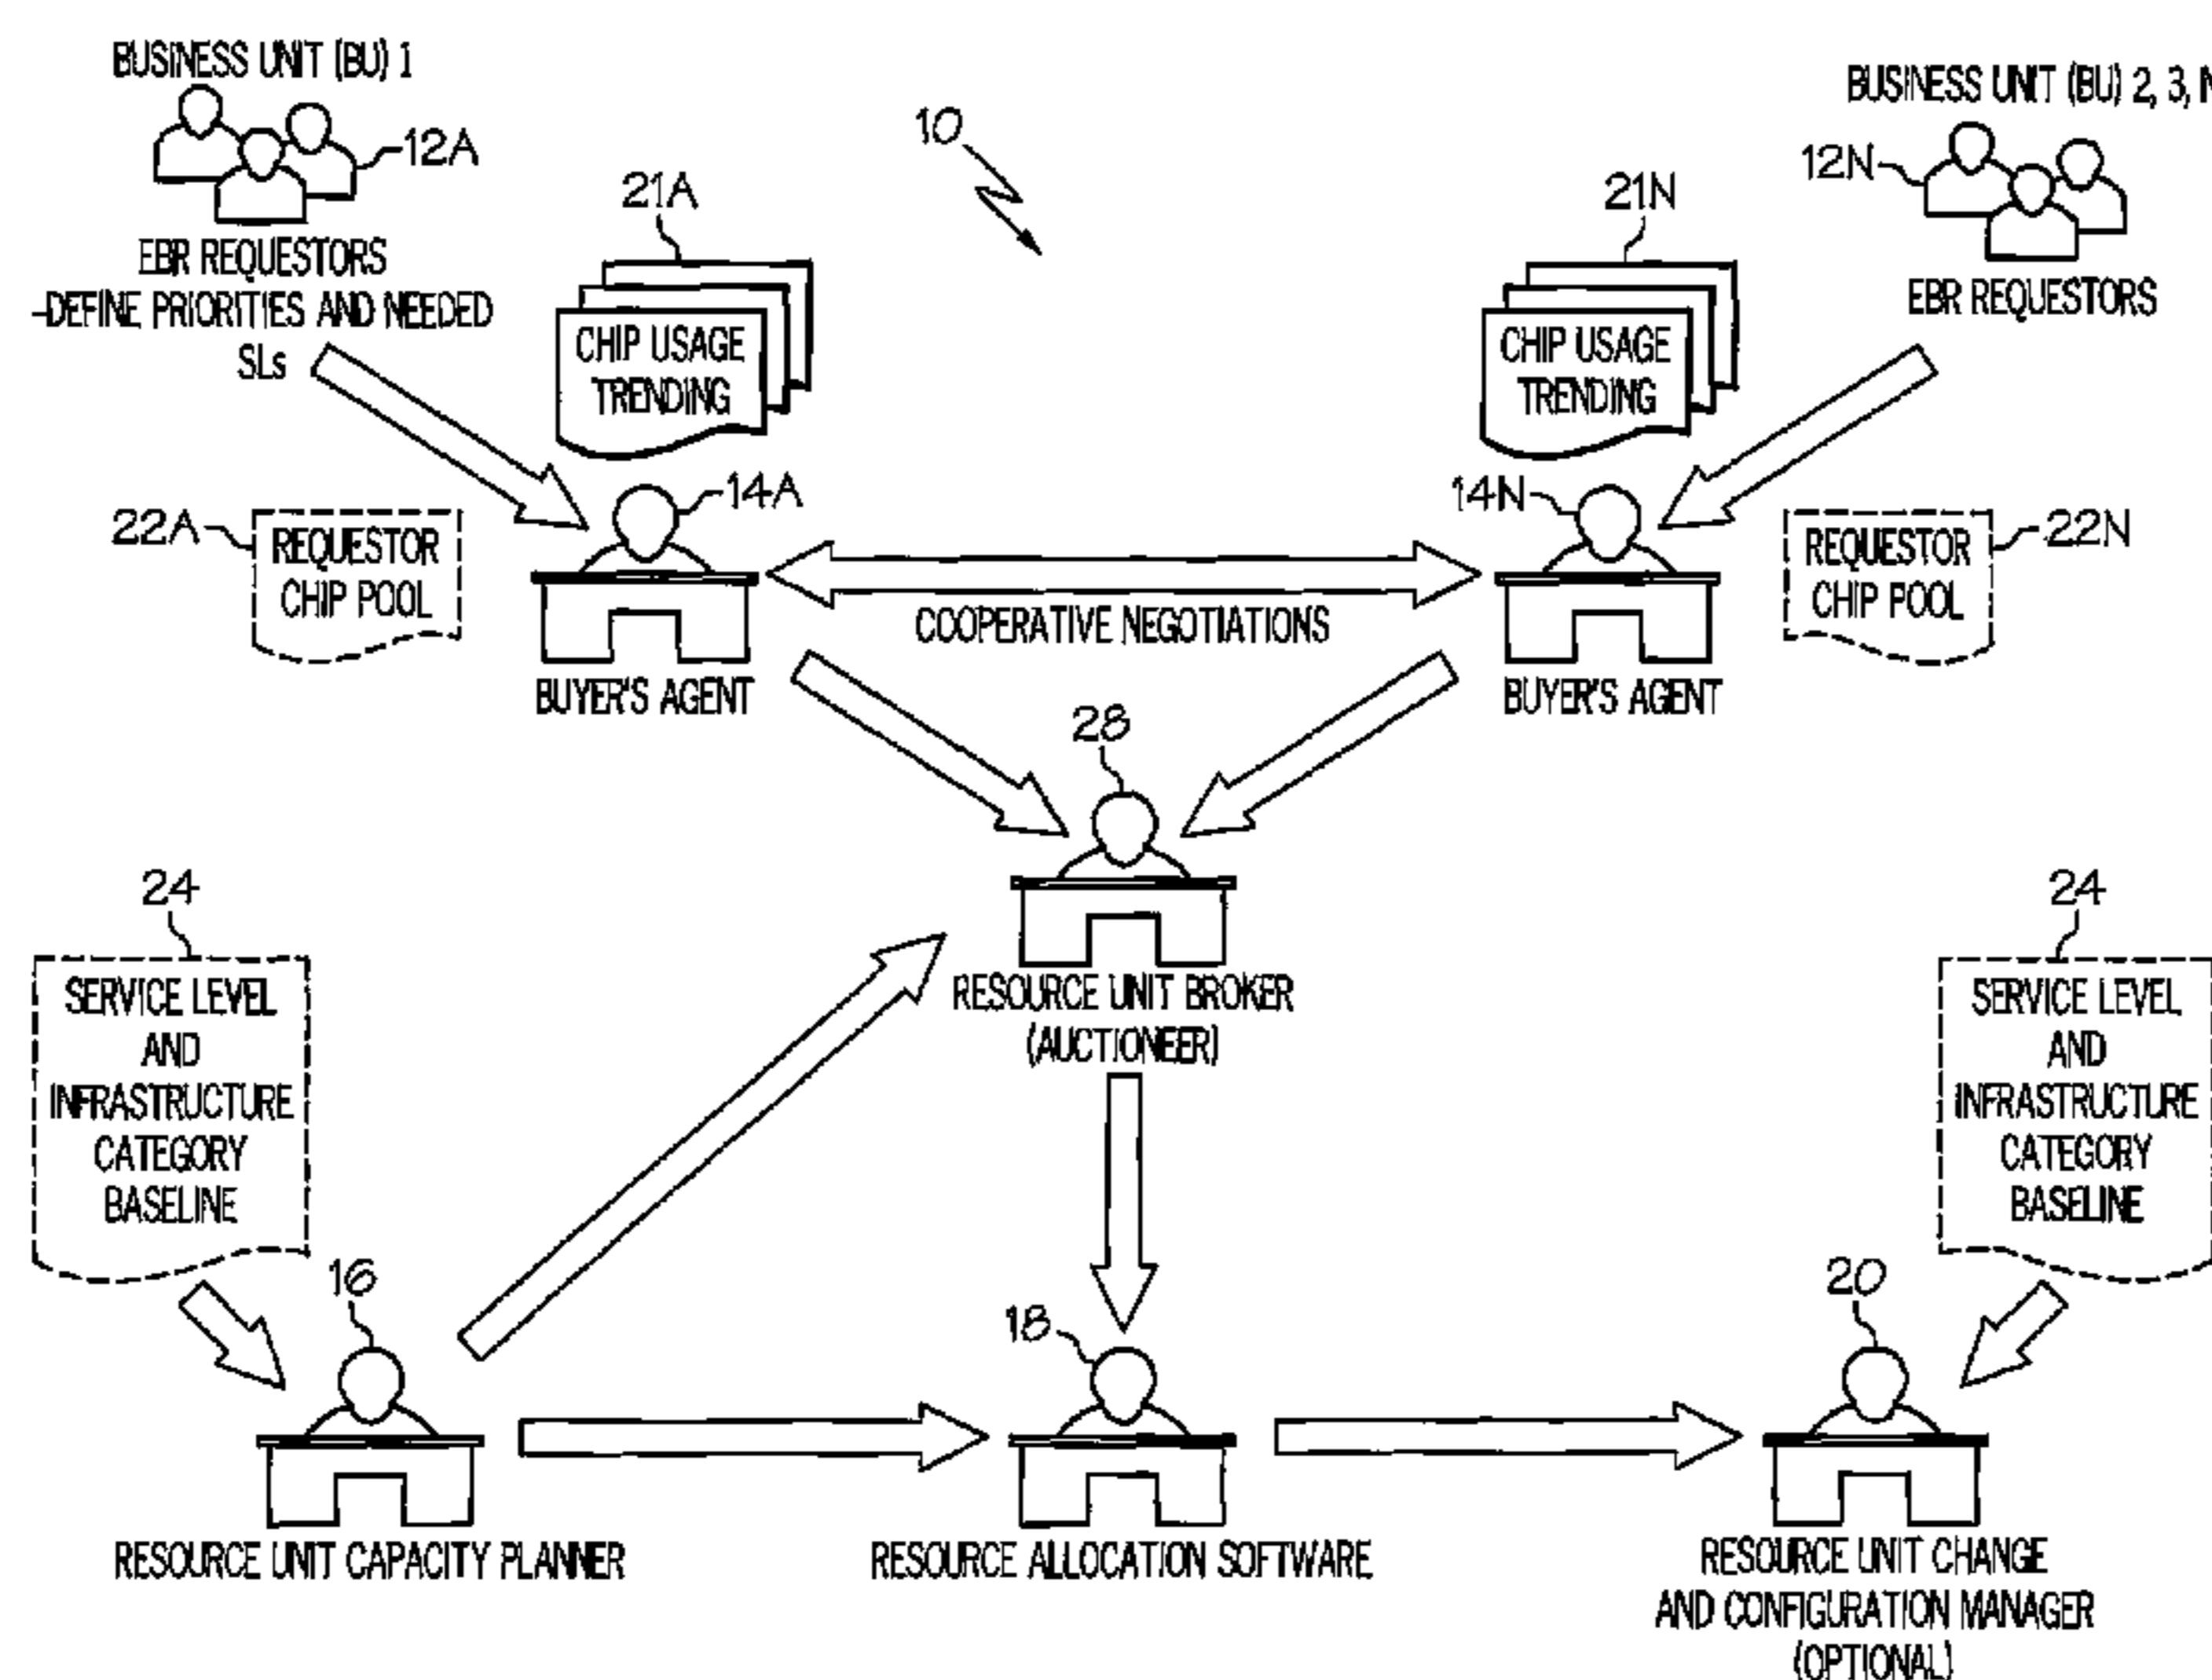 BUSINESS UNIT (BU) 1
12A
EBR REQUESTORS
-DEFINE PRIORITIES AND NEEDED
SLs
10
BUSINESS UNIT (BU) 2, 3, N
12N
EBR REQUESTORS
21A
CHIP USAGE
TRENDING
21N
CHIP USAGE
TRENDING
22A
REQUESTOR
CHIP POOL
14A
BUYER'S AGENT
COOPERATIVE NEGOTIATIONS
14N
BUYER'S AGENT
REQUESTOR
CHIP POOL
22N
28
RESOURCE UNIT BROKER
(AUCTIONEER)
24
SERVICE LEVEL
AND
INFRASTRUCTURE
CATEGORY
BASELINE
24
SERVICE LEVEL
AND
INFRASTRUCTURE
CATEGORY
BASELINE
16
RESOURCE UNIT CAPACITY PLANNER
18
RESOURCE ALLOCATION SOFTWARE
20
RESOURCE UNIT CHANGE
AND CONFIGURATION MANAGER
(OPTIONAL)